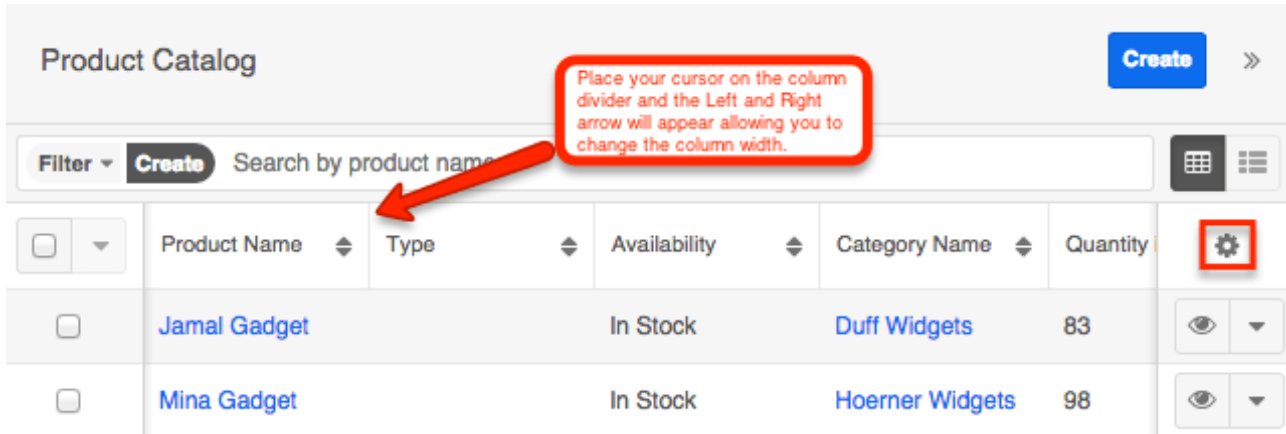 Product Catalog
Create
Place your cursor on the column
divider and the Left and Right
arrow will appear allowing you to
change the column width.
Filter Create Search by product name
Product Name Type Availability Category Name Quantity
Jamal Gadget In Stock Duff Widgets 83
Mina Gadget In Stock Hoerner Widgets 98